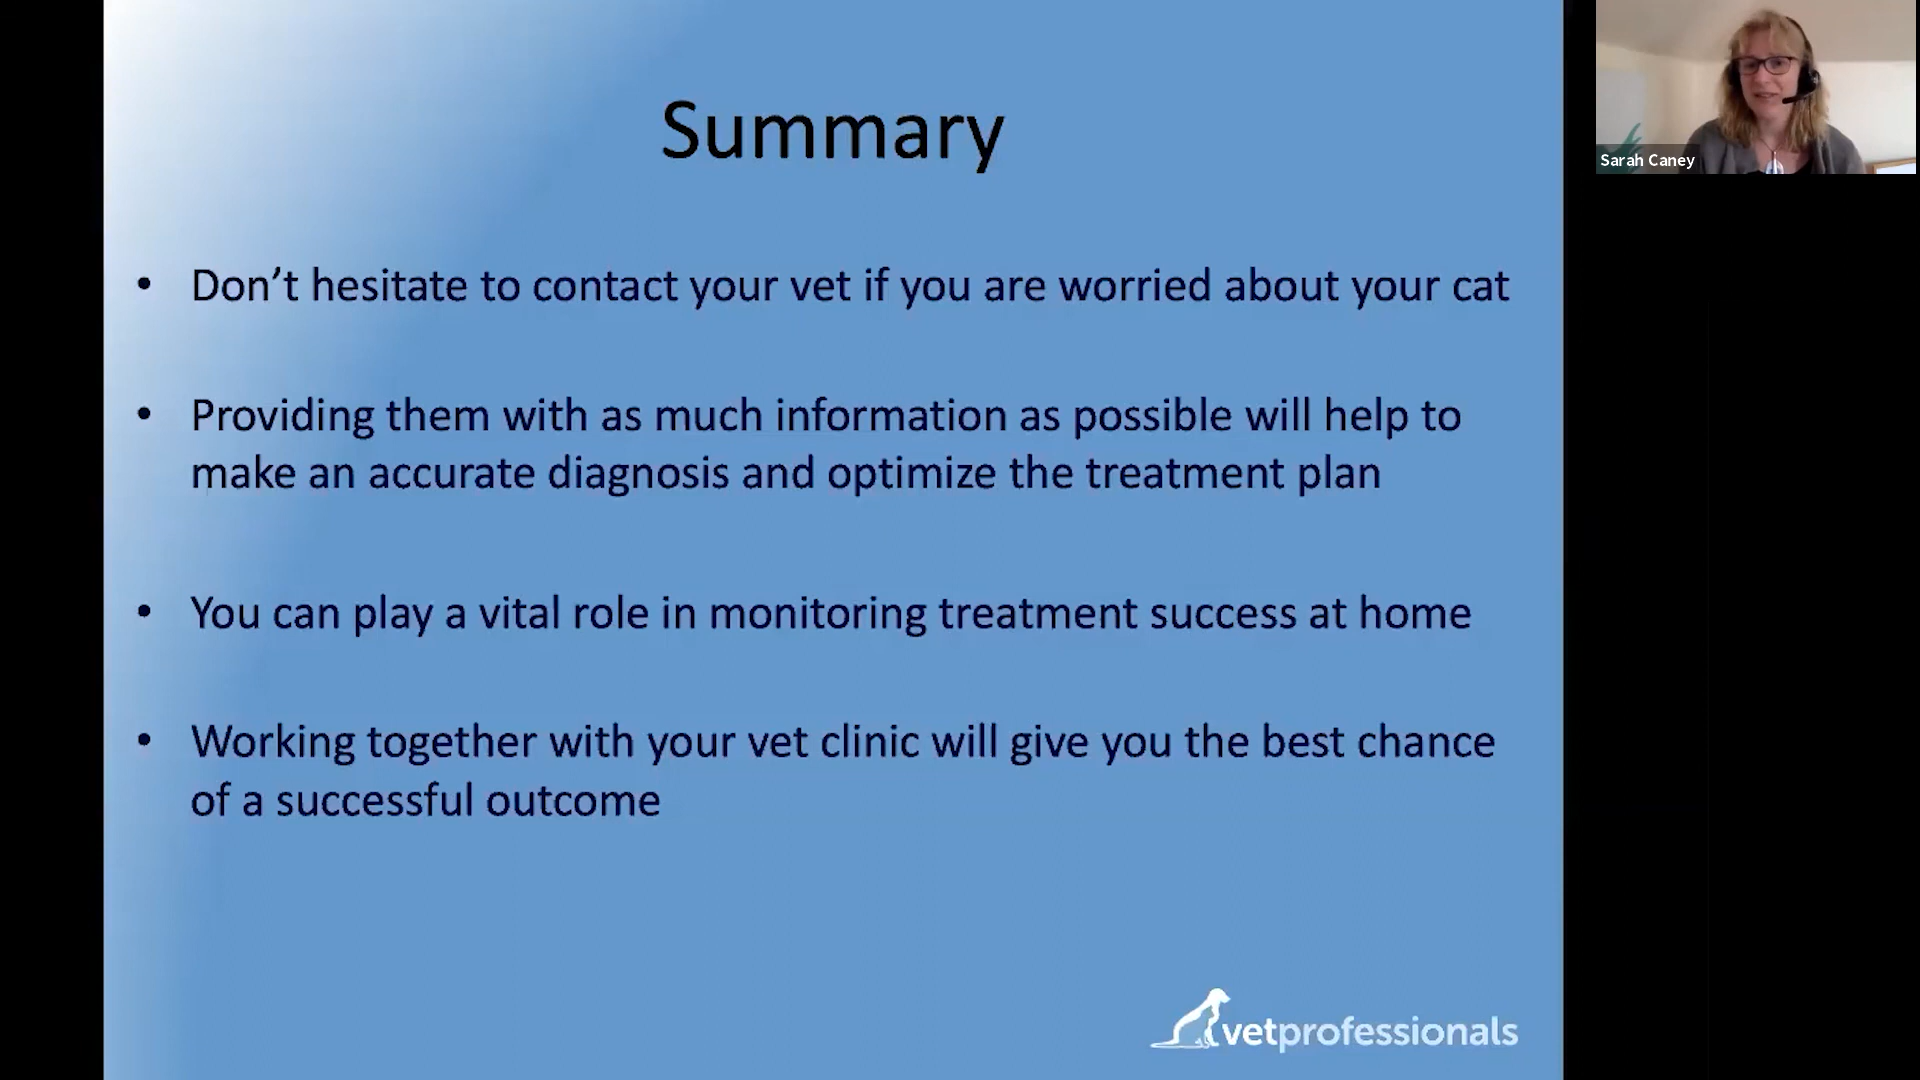 Summary
Sarah Caney
• Don’t hesitate to contact your vet if you are worried about your cat
• Providing them with as much information as possible will help to
make an accurate diagnosis and optimize the treatment plan
• You can play a vital role in monitoring treatment success at home
• Working together with your vet clinic will give you the best chance
of a successful outcome
vetprofessionals